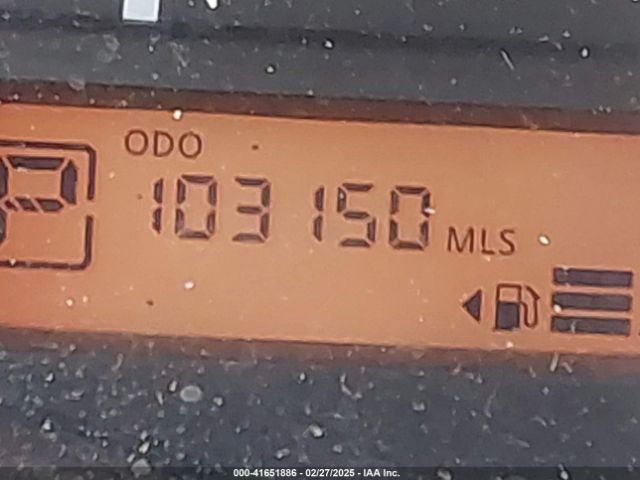 ODO
P
103150 MLS
000-41651886 - 02/27/2025 - IAA Inc.